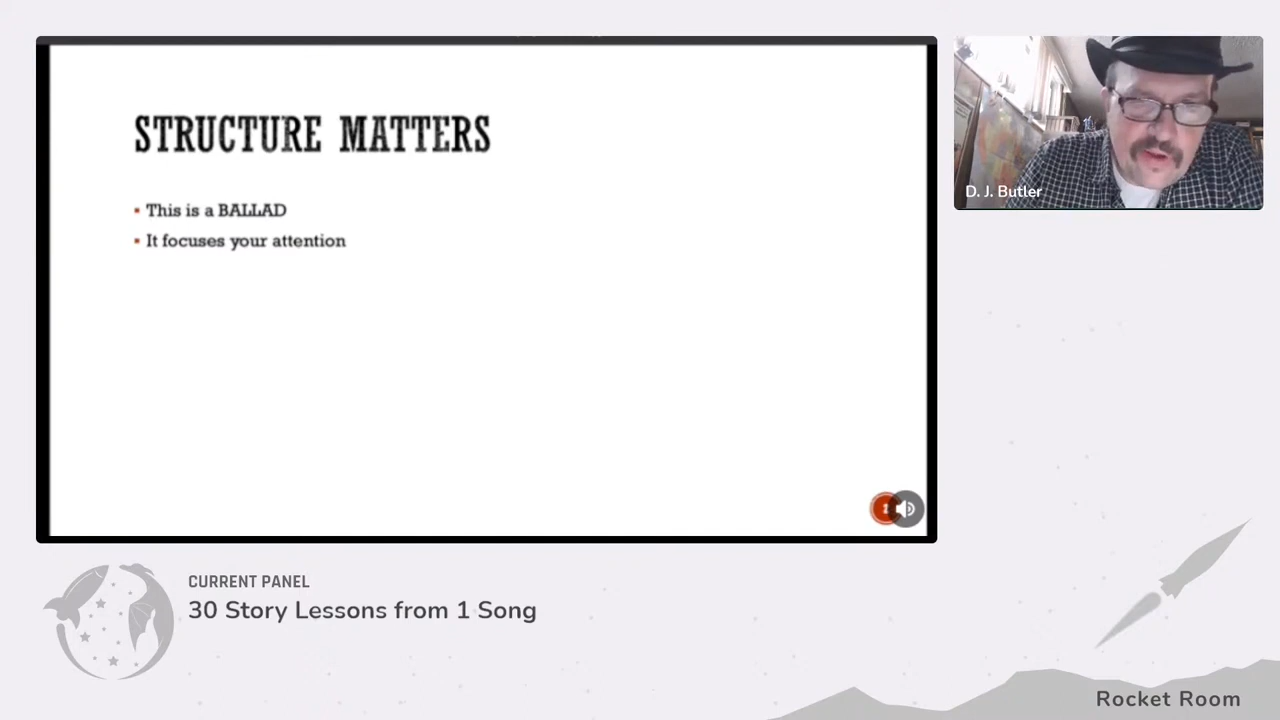 STRUCTURE MATTERS
This is a BALLAD
It focuses your attention
D. J. Butler
CURRENT PANEL
30 Story Lessons from 1 Song
Rocket Room